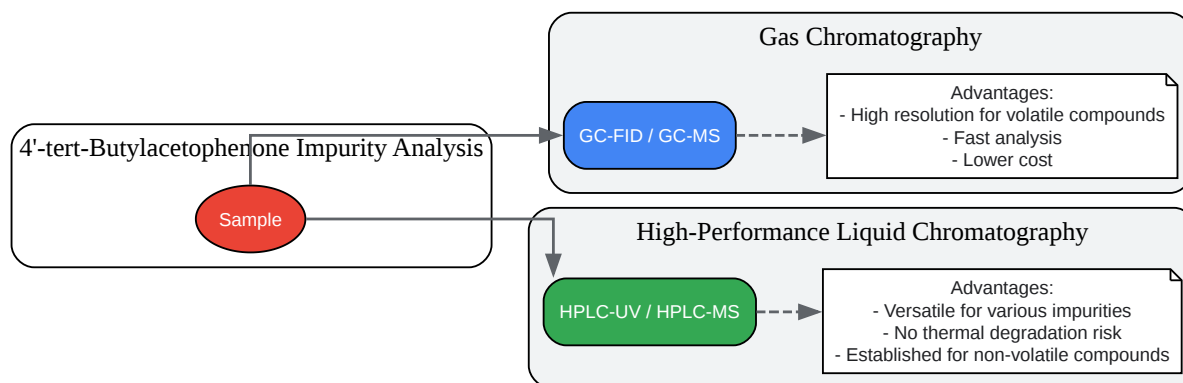 Gas Chromatography
GC-FID / GC-MS
Advantages:
- High resolution for volatile compounds
- Fast analysis
- Lower cost
4'-tert-Butylacetophenone Impurity Analysis
Sample
High-Performance Liquid Chromatography
HPLC-UV / HPLC-MS
Advantages:
- Versatile for various impurities
- No thermal degradation risk
- Established for non-volatile compounds